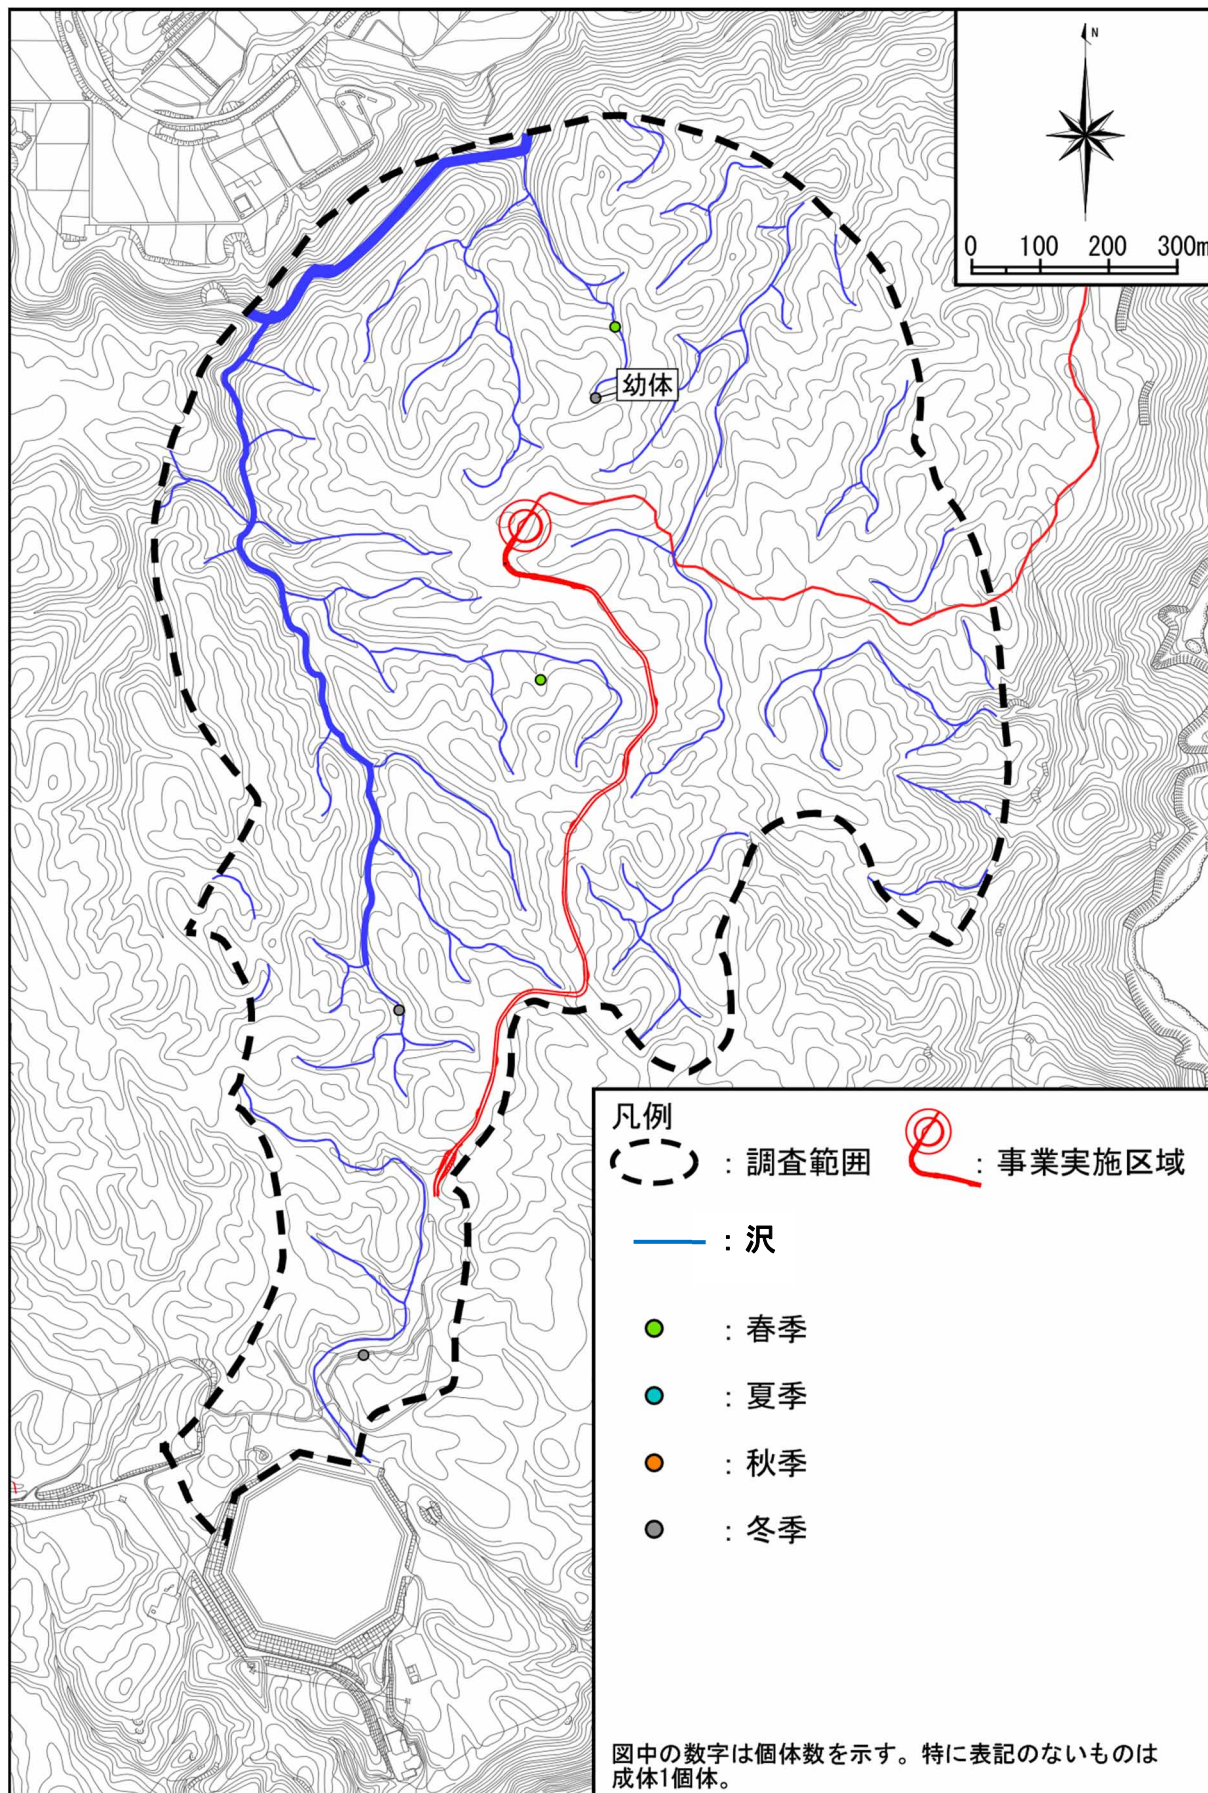 N
0 100 200 300m
幼体
凡例
：調査範囲
：事業実施区域
：沢
：春季
：夏季
：秋季
：冬季
図中の数字は個体数を示す。特に表記のないものは
成体1個体。